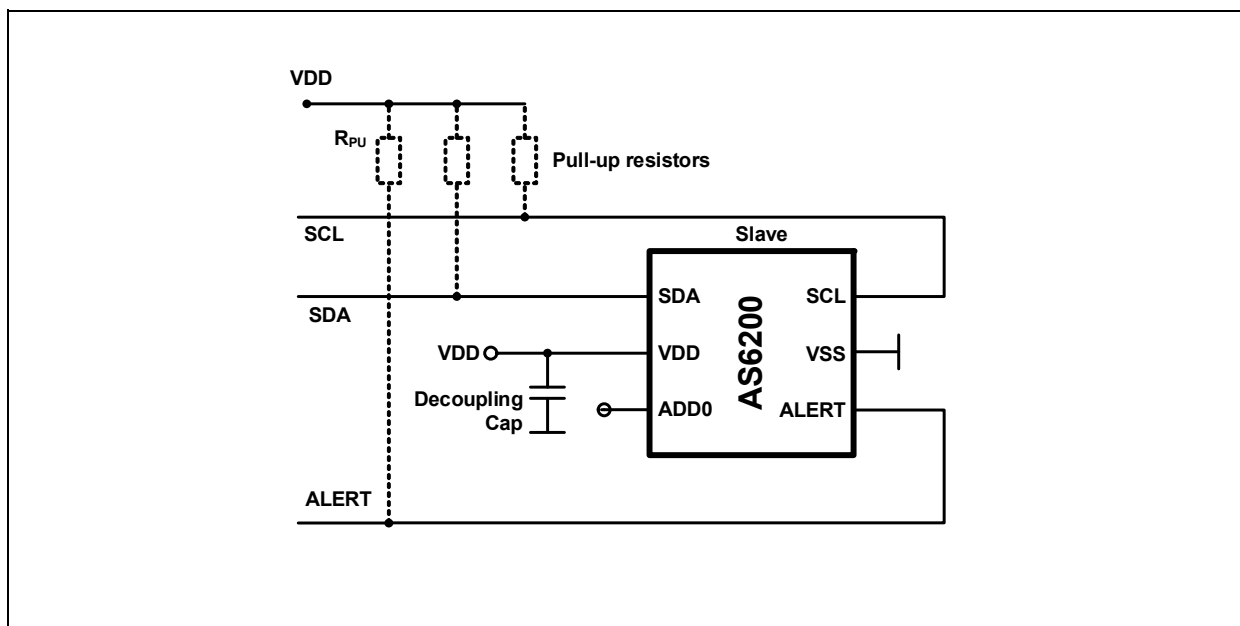 VDD
RPU
Pull-up resistors
SCL
Slave
SDA
SDA
SCL
VDD
VDD
VSS
AS6200
Decoupling
Cap
ADD0
ALERT
ALERT